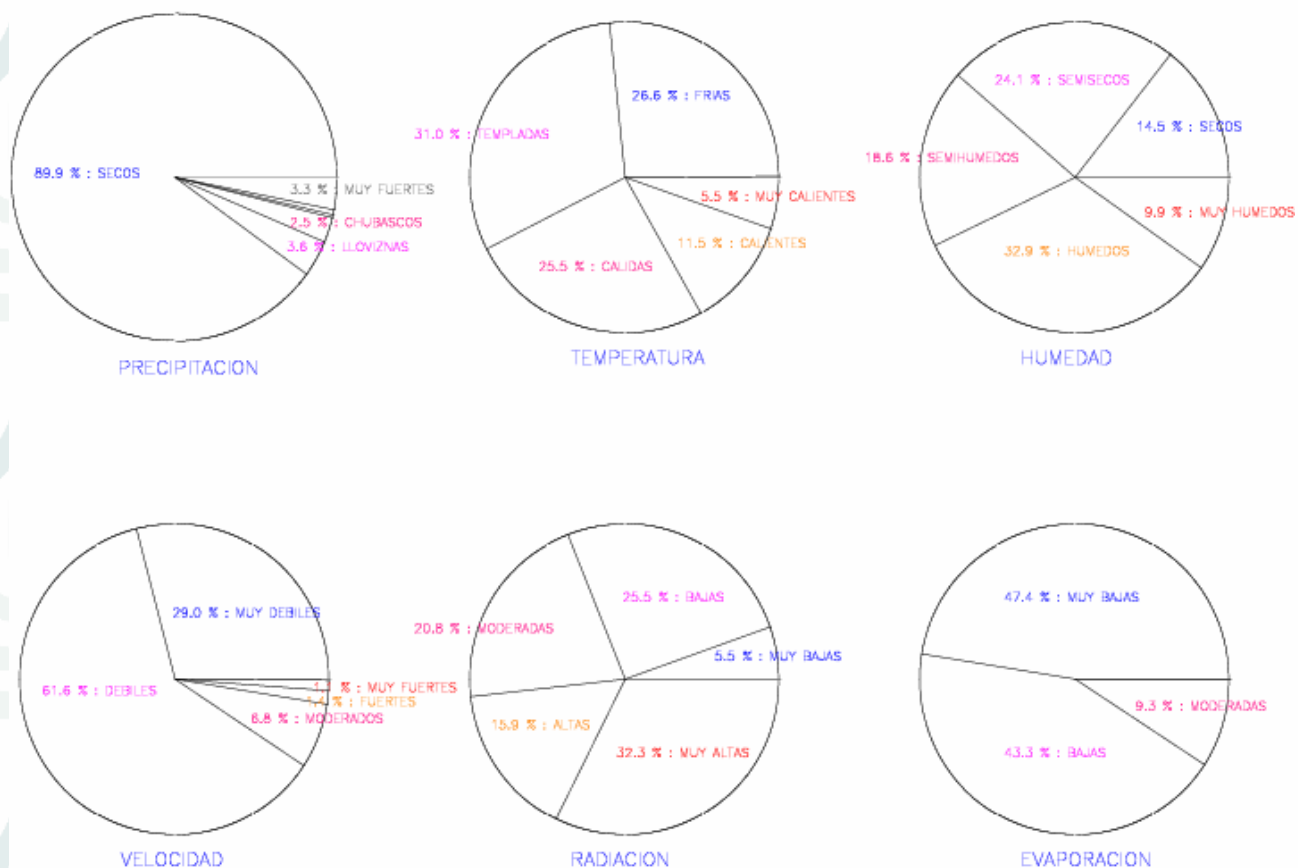 89.9 % : SECOS
3.3 % : MUY FUERTES
2.5 % : CHUBASCOS
3.6 % : LLOVIZNAS
PRECIPITACION
26.6 % : FRIAS
31.0 % : TEMPLADAS
5.5 % : MUY CALIENTES
11.5 % : CALIENTES
25.5 % : CALIDAS
TEMPERATURA
24.1 % : SEMISECOS
14.5 % : SECOS
18.6 % : SEMIHUMEDOS
9.9 % : MUY HUMEDOS
32.9 % : HUMEDOS
HUMEDAD
29.0 % : MUY DEBILES
61.6 % : DEBILES
% : MUY FUERTES
% : FUERTES
6.8 % : MODERADOS
VELOCIDAD
25.5 % : BAJAS
20.8 % : MODERADAS
5.5 % : MUY BAJAS
15.9 % : ALTAS
32.3 % : MUY ALTAS
RADIACION
47.4 % : MUY BAJAS
9.3 % : MODERADAS
43.3 % : BAJAS
EVAPORACION